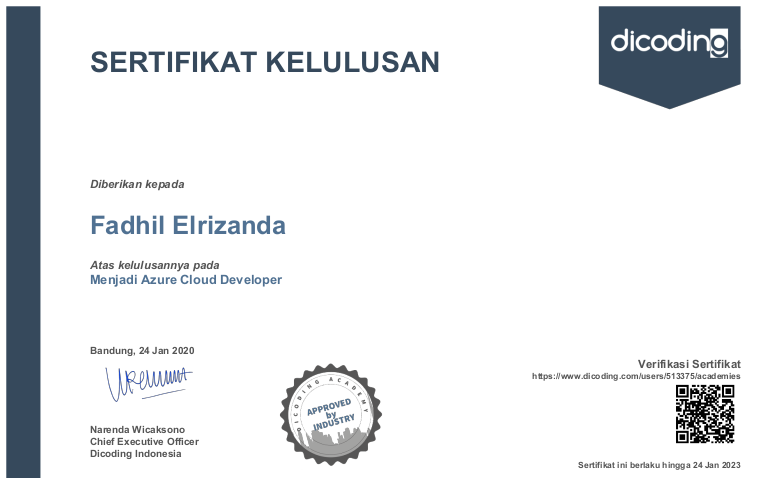 dicoding
SERTIFIKAT KELULUSAN
Diberikan kepada
Fadhil Elrizanda
Atas kelulusannya pada
Menjadi Azure Cloud Developer
Bandung, 24 Jan 2020
Narenda Wicaksono
Chief Executive Officer
Dicoding Indonesia
DICODING ACADEMY
APPROVED
by
INDUSTRY
Verifikasi Sertifikat
https://www.dicoding.com/users/513375/academies
Sertifikat ini berlaku hingga 24 Jan 2023